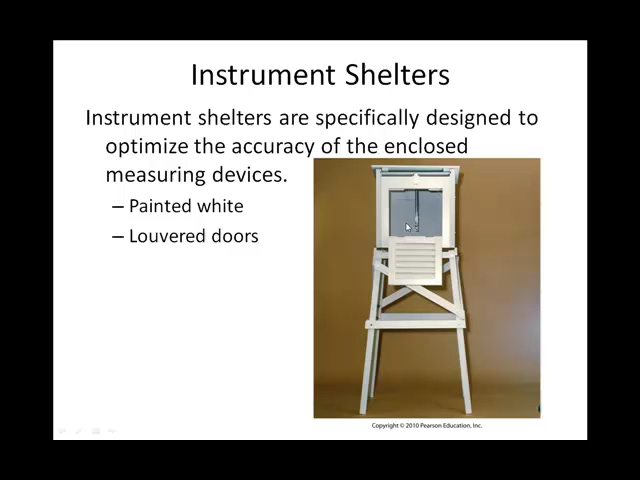 Instrument Shelters
Instrument shelters are specifically designed to
optimize the accuracy of the enclosed
measuring devices.
– Painted white
– Louvered doors
Copyright © 2010 Pearson Education, Inc.